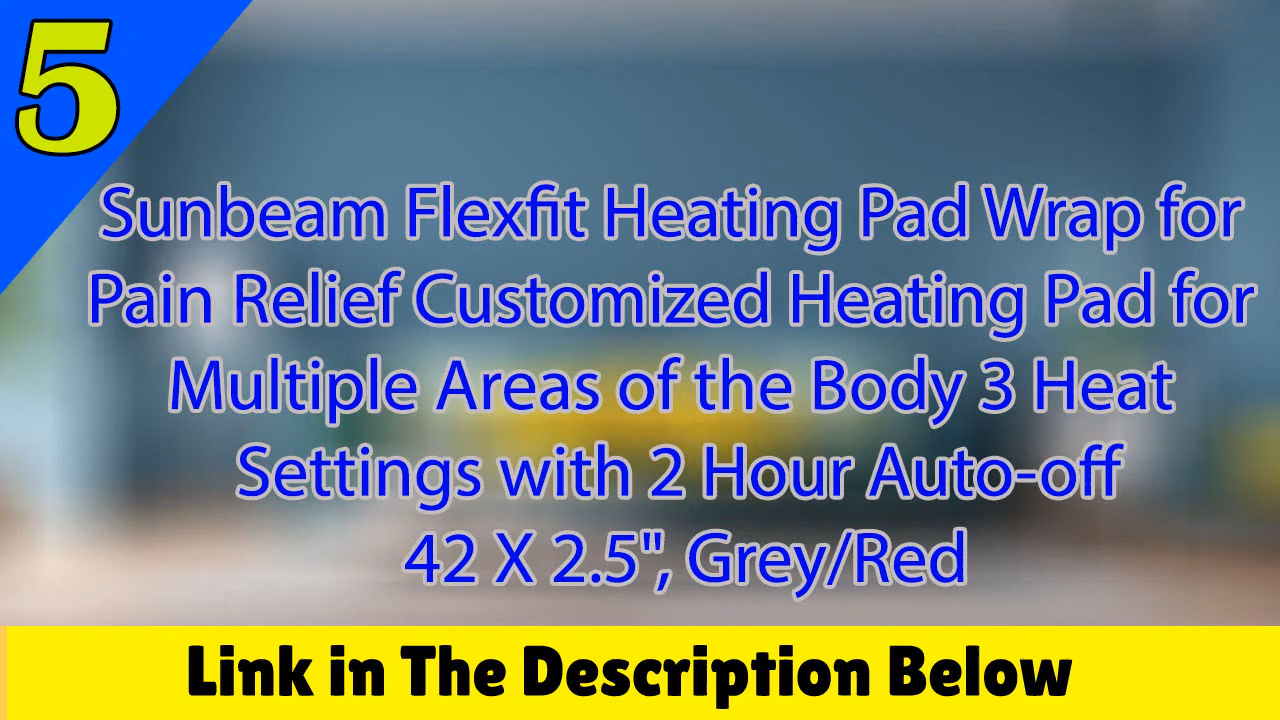 5
Sunbeam Flexfit Heating Pad Wrap for
Pain Relief Customized Heating Pad for
Multiple Areas of the Body 3 Heat
Settings with 2 Hour Auto-off
42 X 2.5", Grey/Red
Link in The Description Below